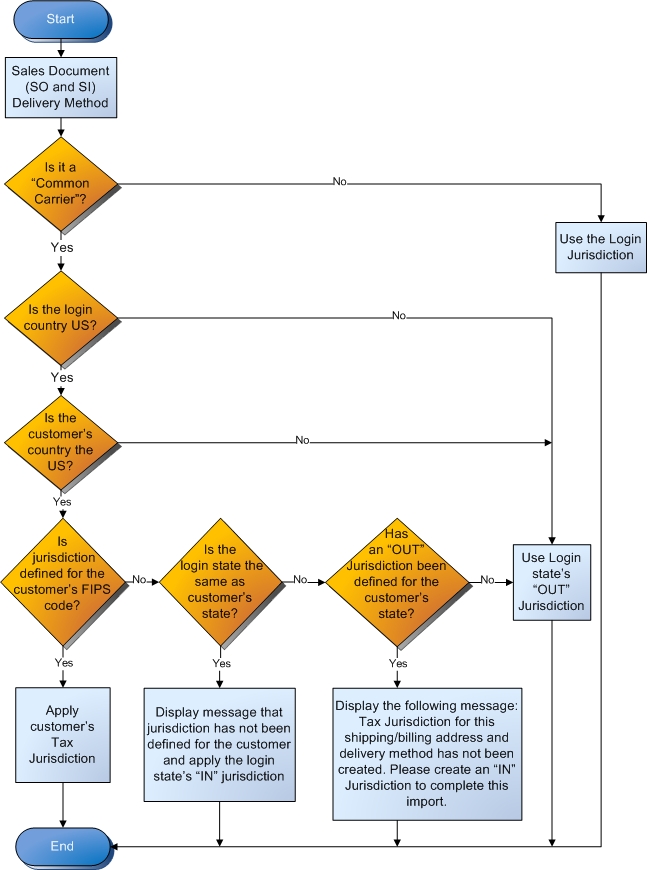 Start
Sales Document
(SO and SI)
Delivery Method
Is it a
“Common
Carrier”?
No
Use the Login
Jurisdiction
Yes
Is the login
country US?
No
Yes
Is the
customer’s
country the
US?
No
Yes
Is
jurisdiction
defined for the
customer’s FIPS
code?
No
Is the
login state the
same as
customer’s
state?
No
Has
an “OUT”
Jurisdiction been
defined for the
customer’s
state?
No
Use Login
state’s
“OUT”
Jurisdiction
Yes
Yes
Yes
Apply
customer’s
Tax
Jurisdiction
Display message that
jurisdiction has not been
defined for the customer
and apply the login
state’s “IN” jurisdiction
Display the following message:
Tax Jurisdiction for this
shipping/billing address and
delivery method has not been
created. Please create an “IN”
Jurisdiction to complete this
import.
End